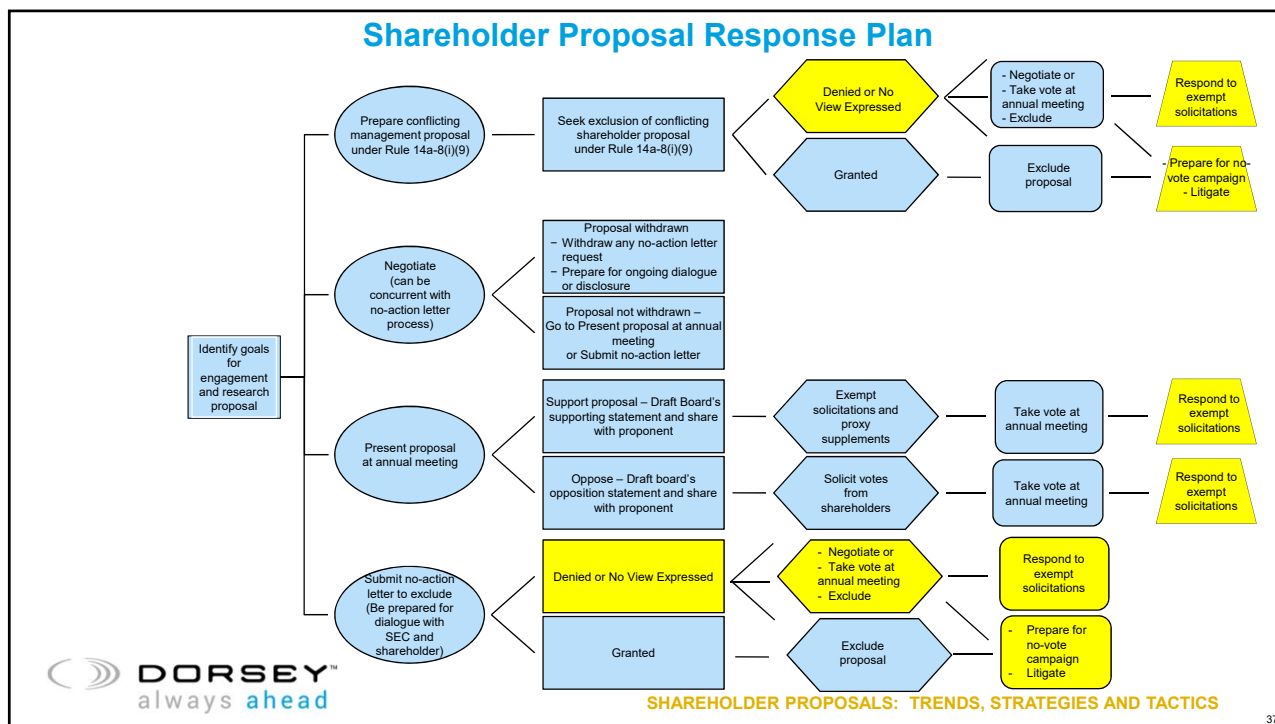 Shareholder Proposal Response Plan
Identify goals
for
engagement
and research
proposal
Prepare conflicting
management proposal
under Rule 14a-8(i)(9)
Seek exclusion of conflicting
shareholder proposal
under Rule 14a-8(i)(9)
Denied or No
View Expressed
- Negotiate or
- Take vote at
annual meeting
- Exclude
Respond to
exempt
solicitations
Granted
Exclude
proposal
- Prepare for no-
vote campaign
- Litigate
Negotiate
(can be
concurrent with
no-action letter
process)
Proposal withdrawn
− Withdraw any no-action letter
request
− Prepare for ongoing dialogue
or disclosure
Proposal not withdrawn –
Go to Present proposal at annual
meeting
or Submit no-action letter
Present proposal
at annual meeting
Support proposal – Draft Board's
supporting statement and share
with proponent
Exempt
solicitations and
proxy
supplements
Take vote at
annual meeting
Respond to
exempt
solicitations
Oppose – Draft board's
opposition statement and share
with proponent
Solicit votes
from
shareholders
Take vote at
annual meeting
Respond to
exempt
solicitations
Submit no-action
letter to exclude
(Be prepared for
dialogue with
SEC and
shareholder)
Denied or No View Expressed
- Negotiate or
- Take vote at
annual meeting
- Exclude
Respond to
exempt
solicitations
Granted
Exclude
proposal
- Prepare for
no-vote
campaign
- Litigate
DORSEY™
always ahead
SHAREHOLDER PROPOSALS: TRENDS, STRATEGIES AND TACTICS
37